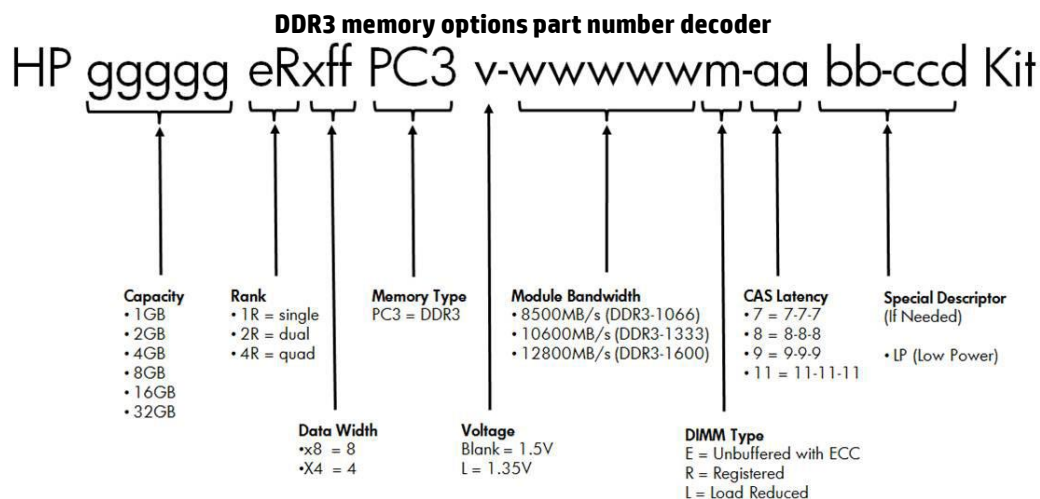 DDR3 memory options part number decoder
HP ggggg eRxff PC3 v-wwwwwm-aa bb-ccd Kit
Capacity
• 1GB
• 2GB
• 4GB
• 8GB
• 16GB
• 32GB
Rank
• 1R = single
• 2R = dual
• 4R = quad
Memory Type
PC3 = DDR3
Module Bandwidth
• 8500MB/s (DDR3-1066)
• 10600MB/s (DDR3-1333)
• 12800MB/s (DDR3-1600)
CAS Latency
• 7 = 7-7-7
• 8 = 8-8-8
• 9 = 9-9-9
• 11 = 11-11-11
Special Descriptor
(If Needed)
• LP (Low Power)
Data Width
•x8 = 8
•X4 = 4
Voltage
Blank = 1.5V
L = 1.35V
DIMM Type
E = Unbuffered with ECC
R = Registered
L = Load Reduced